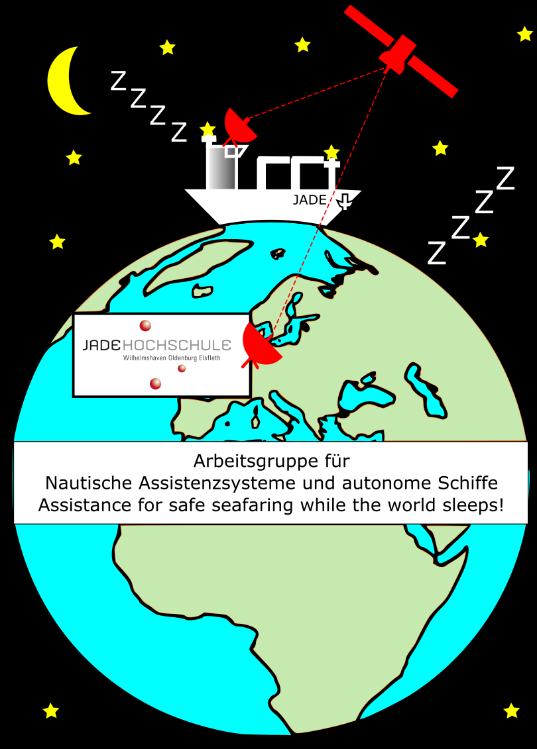 Z
Z
Z
Z
Z
Z
Z
Z
JADE
JADEHOCHSCHULE
Wilhelmshaven Oldenburg Elsfleth
Arbeitsgruppe für
Nautische Assistenzsysteme und autonome Schiffe
Assistance for safe seafaring while the world sleeps!